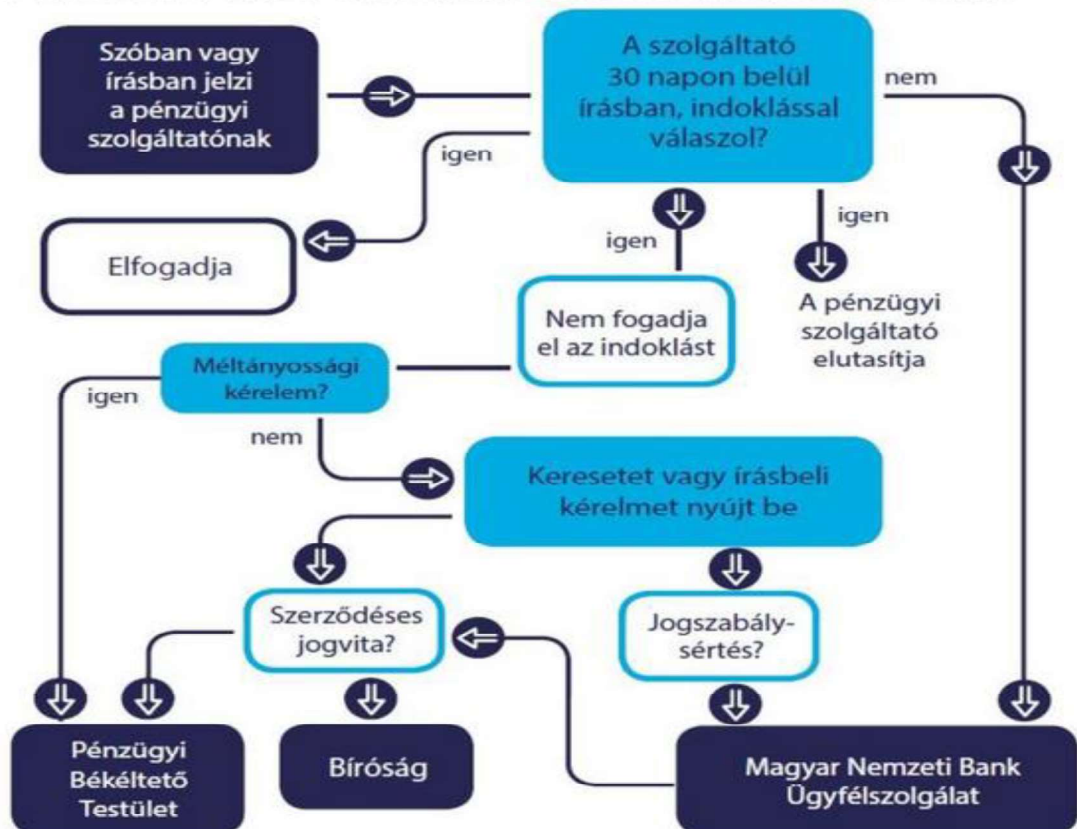 Szóban vagy
írásban jelzi
a pénzügyi
szolgáltatónak
A szolgáltató
30 napon belül
írásban, indoklással
válaszol?
nem
igen
igen
igen
Elfogadja
Nem fogadja
el az indoklást
A pénzügyi
szolgáltató
elutasítja
Méltányossági
kérelem?
igen
nem
Keresetet vagy írásbeli
kérelmet nyújt be
Szerződéses
jogvita?
Jogszabály-
sértés?
Pénzügyi
Békéltető
Testület
Bíróság
Magyar Nemzeti Bank
Ügyfélszolgálat